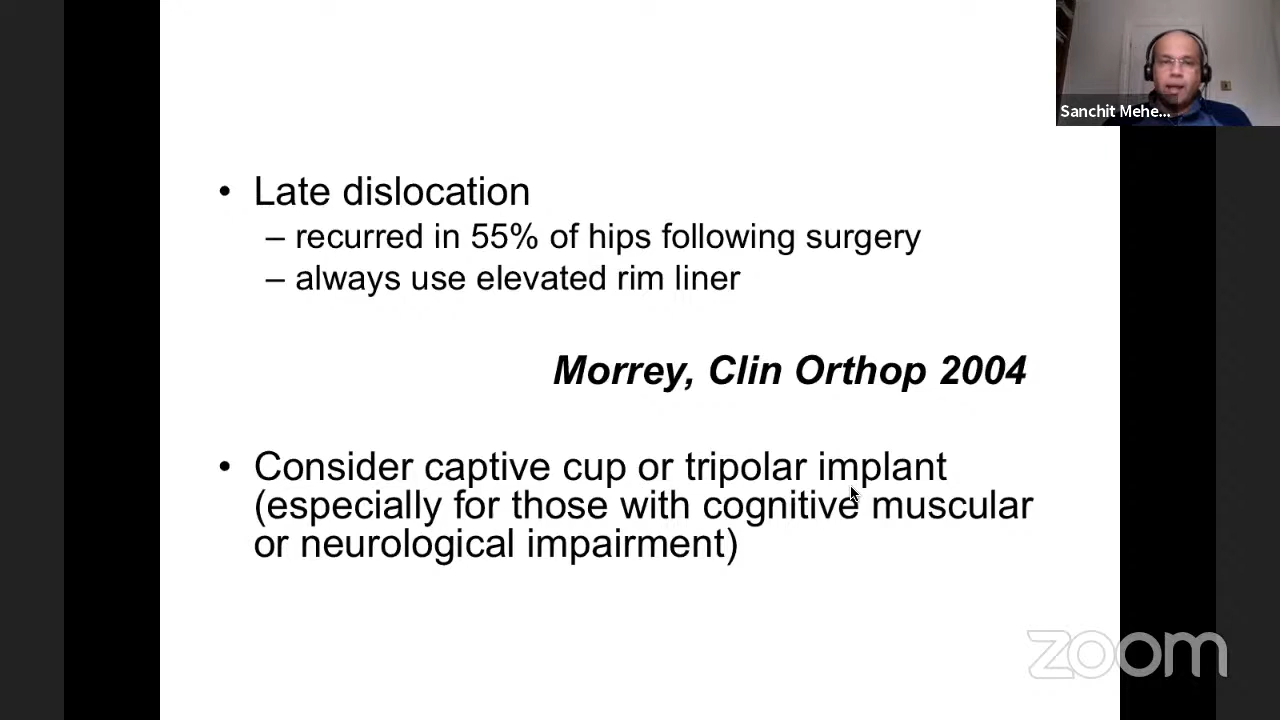 Sanchit Mehe...
• Late dislocation
– recurred in 55% of hips following surgery
– always use elevated rim liner
Morrey, Clin Orthop 2004
• Consider captive cup or tripolar implant
(especially for those with cognitive muscular
or neurological impairment)
zoom